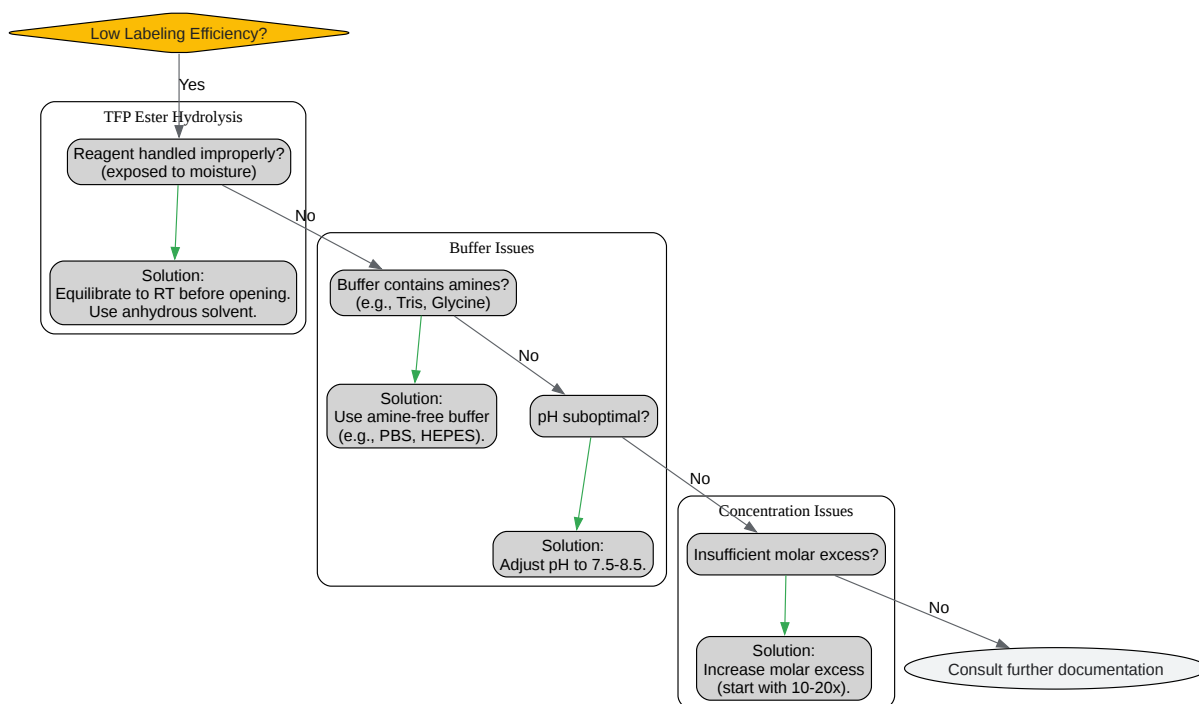 Low Labeling Efficiency?
Yes
TFP Ester Hydrolysis
Reagent handled improperly?
(exposed to moisture)
No
Solution:
Equilibrate to RT before opening.
Use anhydrous solvent.
Buffer Issues
Buffer contains amines?
(e.g., Tris, Glycine)
No
Solution:
Use amine-free buffer
(e.g., PBS, HEPES).
pH suboptimal?
No
Solution:
Adjust pH to 7.5-8.5.
Concentration Issues
Insufficient molar excess?
No
Solution:
Increase molar excess
(start with 10-20x).
Consult further documentation